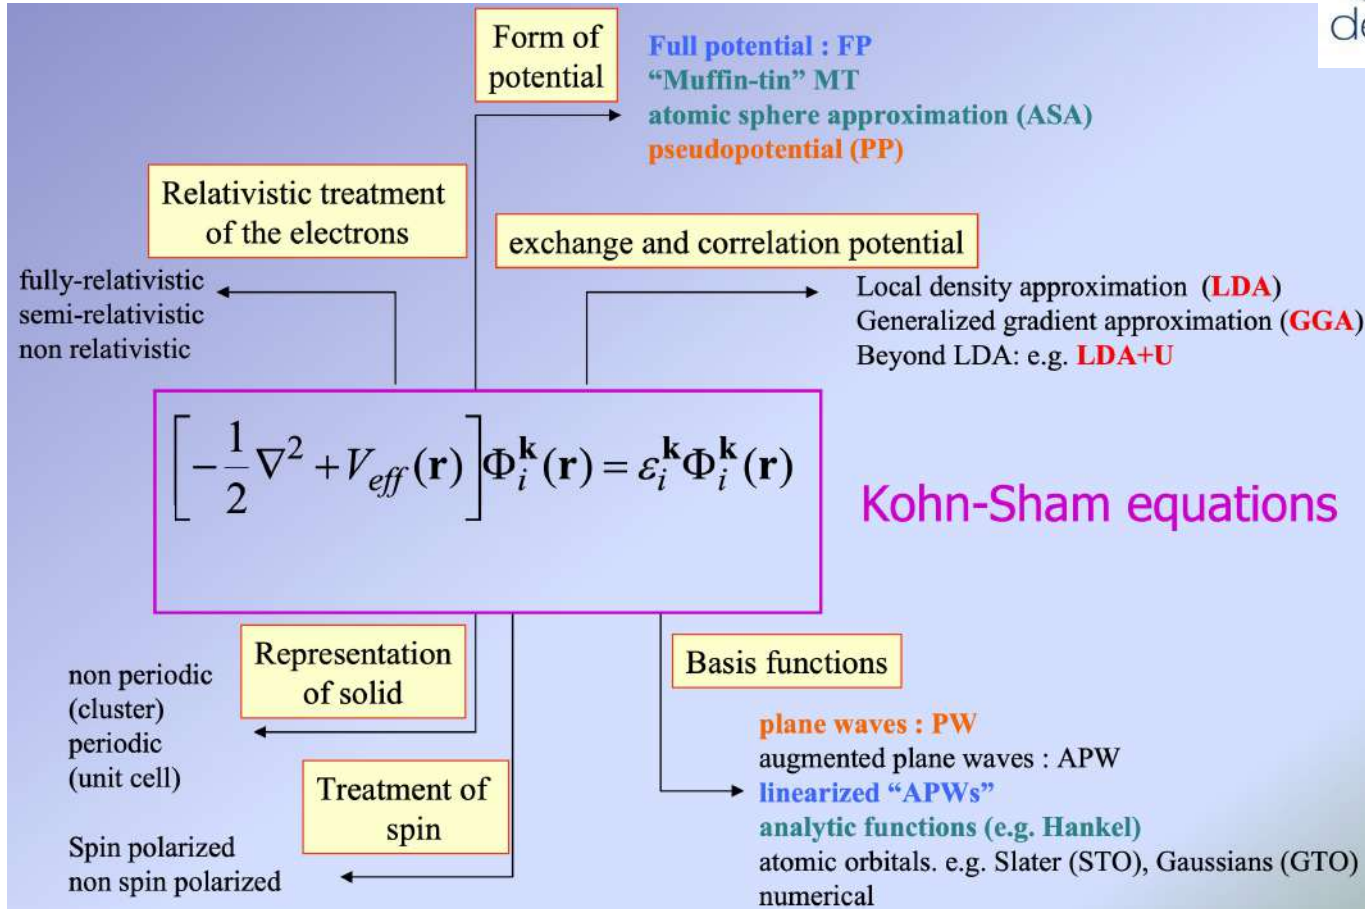 de
Form of
potential
Full potential : FP
“Muffin-tin” MT
atomic sphere approximation (ASA)
pseudopotential (PP)
Relativistic treatment
of the electrons
exchange and correlation potential
fully-relativistic
semi-relativistic
non relativistic
Local density approximation (LDA)
Generalized gradient approximation (GGA)
Beyond LDA: e.g. LDA+U
[-1/2 ∇² + V_eff(r)]Φ_i^k(r) = ε_i^k Φ_i^k(r)
Kohn-Sham equations
Representation
of solid
non periodic
(cluster)
periodic
(unit cell)
Treatment of
spin
Spin polarized
non spin polarized
Basis functions
plane waves : PW
augmented plane waves : APW
linearized “APWs”
analytic functions (e.g. Hankel)
atomic orbitals. e.g. Slater (STO), Gaussians (GTO)
numerical